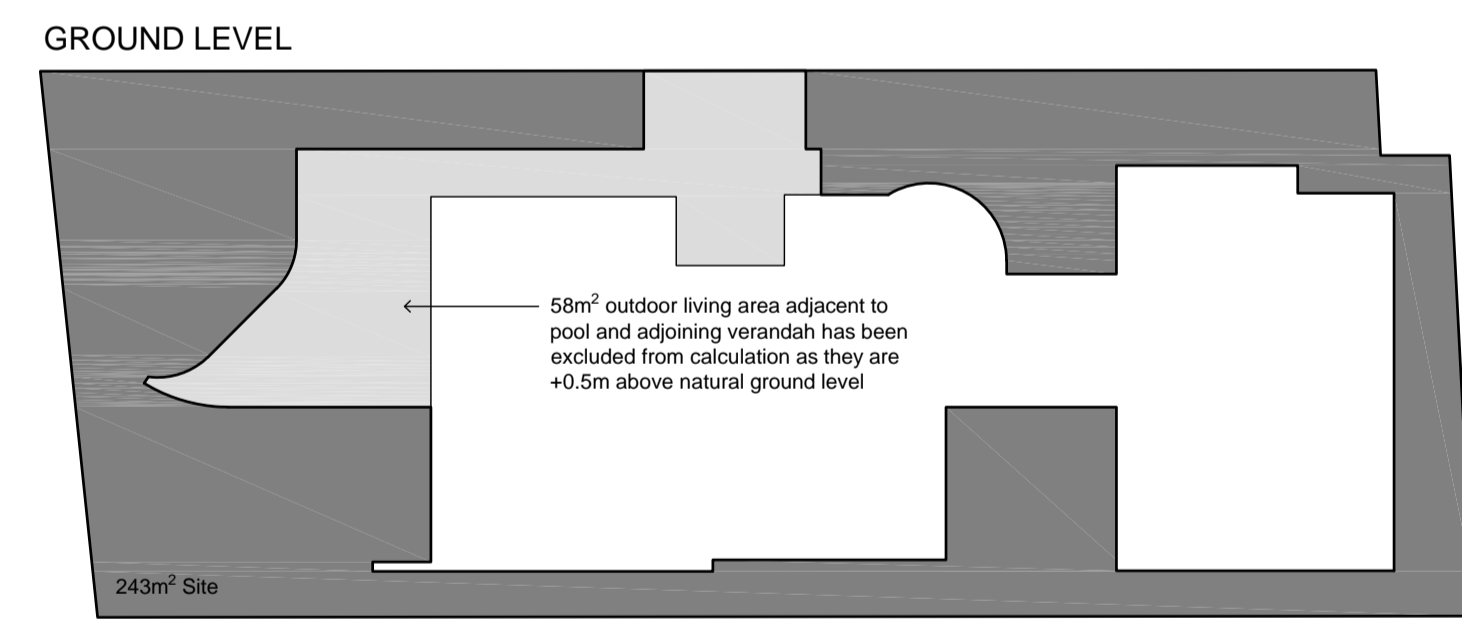 GROUND LEVEL
58m² outdoor living area adjacent to
pool and adjoining verandah has been
excluded from calculation as they are
+0.5m above natural ground level
243m² Site